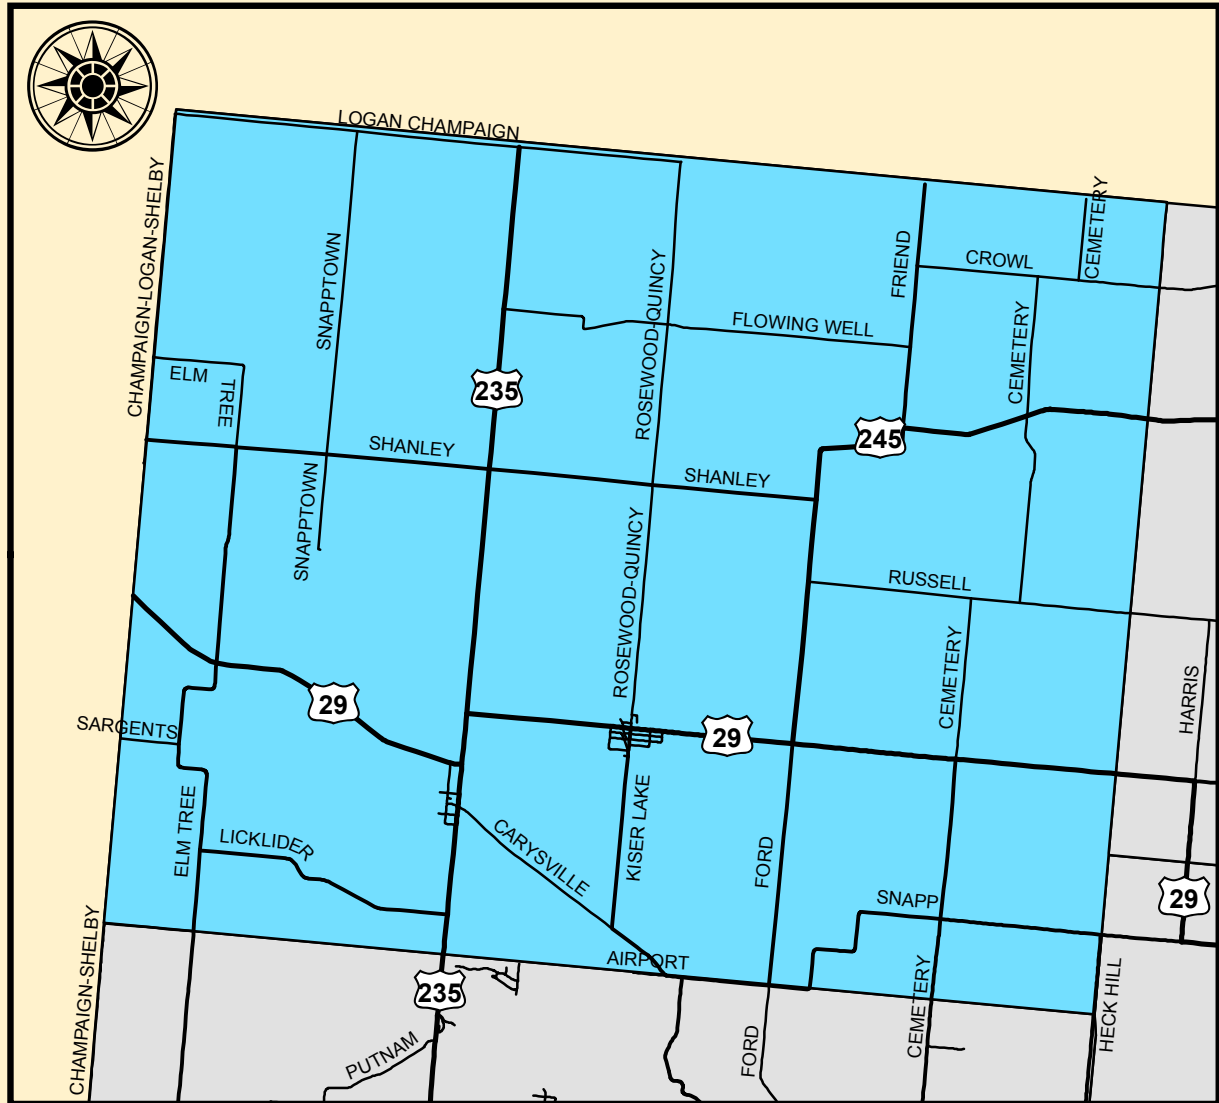 LOGAN CHAMPAIGN
CHAMPAIGN-LOGAN-SHELBY
CEMETERY
SNAPPTOWN
FRIEND
CROWL
ROSEWOOD-QUINCY
FLOWING WELL
CEMETERY
ELM
TREE
235
245
SHANLEY
SHANLEY
SNAPPTOWN
ROSEWOOD-QUINCY
RUSSELL
CEMETERY
HARRIS
29
SARGENTS
29
ELM TREE
LICKLIDER
CARYSVILLE
KISER LAKE
FORD
SNAPP
29
CHAMPAIGN-SHELBY
AIRPORT
235
CEMETERY
HECK HILL
PUTNAM
FORD